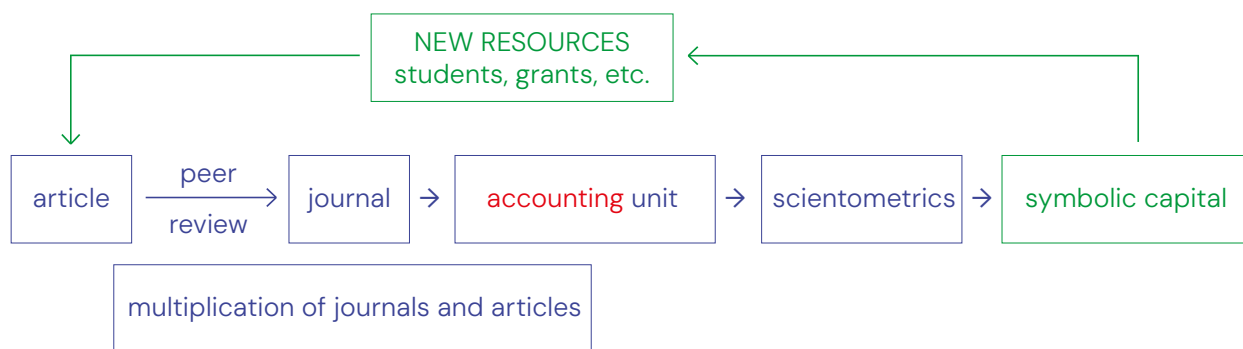 NEW RESOURCES
students, grants, etc.
article
peer
review
journal
accounting unit
scientometrics
symbolic capital
multiplication of journals and articles